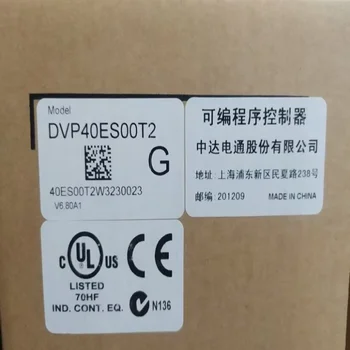 Model
DVP40ES00T2
G
40ES00T2W3230023
V6.80A1
可编程序控制器
中达电通股份有限公司
地址: 上海浦东新区民夏路238号
邮编: 201209 MADE IN CHINA
C UL US
LISTED
70HF
IND. CONT. EQ.
N136